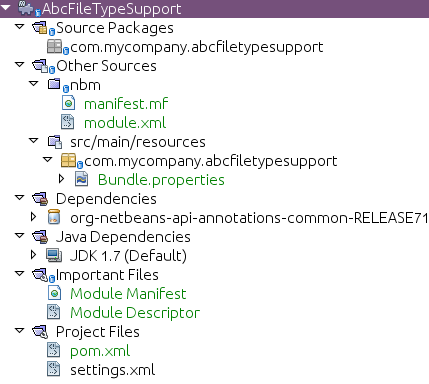 AbcFileTypeSupport
Source Packages
com.mycompany.abcfiletypesupport
Other Sources
nbm
manifest.mf
module.xml
src/main/resources
com.mycompany.abcfiletypesupport
Bundle.properties
Dependencies
org-netbeans-api-annotations-common-RELEASE71
Java Dependencies
JDK 1.7 (Default)
Important Files
Module Manifest
Module Descriptor
Project Files
pom.xml
settings.xml